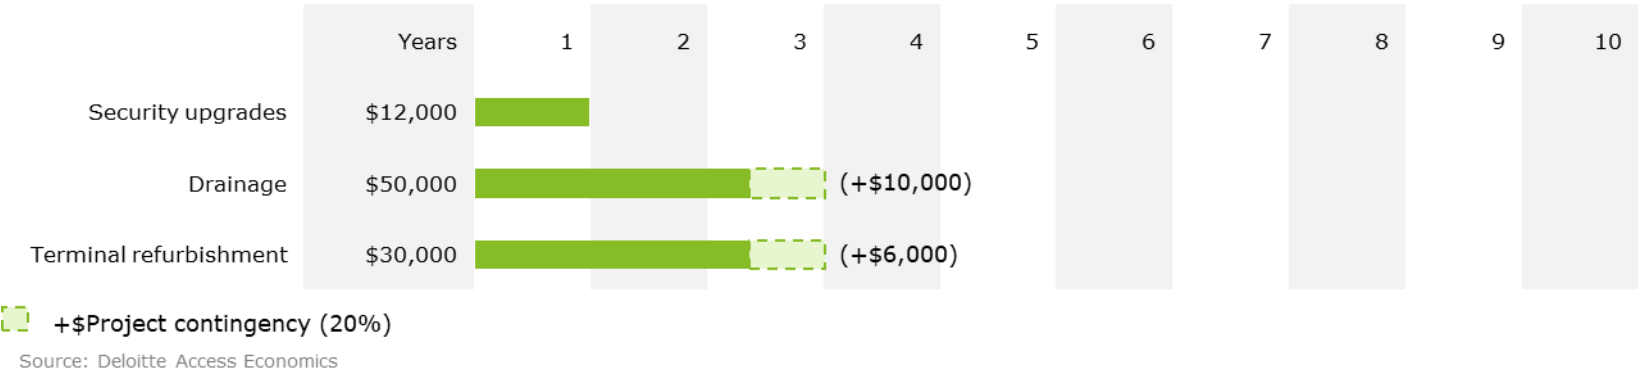 Years 1 2 3 4 5 6 7 8 9 10
Security upgrades $12,000
Drainage $50,000 (+$10,000)
Terminal refurbishment $30,000 (+$6,000)
+$Project contingency (20%)
Source: Deloitte Access Economics